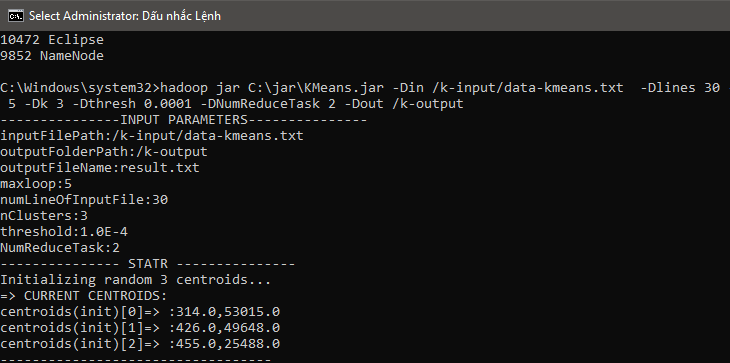 Select Administrator: Dấu nhắc Lệnh
10472 Eclipse
9852 NameNode
C:\Windows\system32>hadoop jar C:\jar\KMeans.jar -Din /k-input/data-kmeans.txt  -Dlines 30
5 -Dk 3 -Dthresh 0.0001 -DNumReduceTask 2 -Dout /k-output
---------------INPUT PARAMETERS---------------
inputFilePath:/k-input/data-kmeans.txt
outputFolderPath:/k-output
outputFileName:result.txt
maxloop:5
numLineOfInputFile:30
nClusters:3
threshold:1.0E-4
NumReduceTask:2
--------------- STATR ---------------
Initializing random 3 centroids...
=> CURRENT CENTROIDS:
centroids(init)[0]=> :314.0,53015.0
centroids(init)[1]=> :426.0,49648.0
centroids(init)[2]=> :455.0,25488.0
----------------------------------